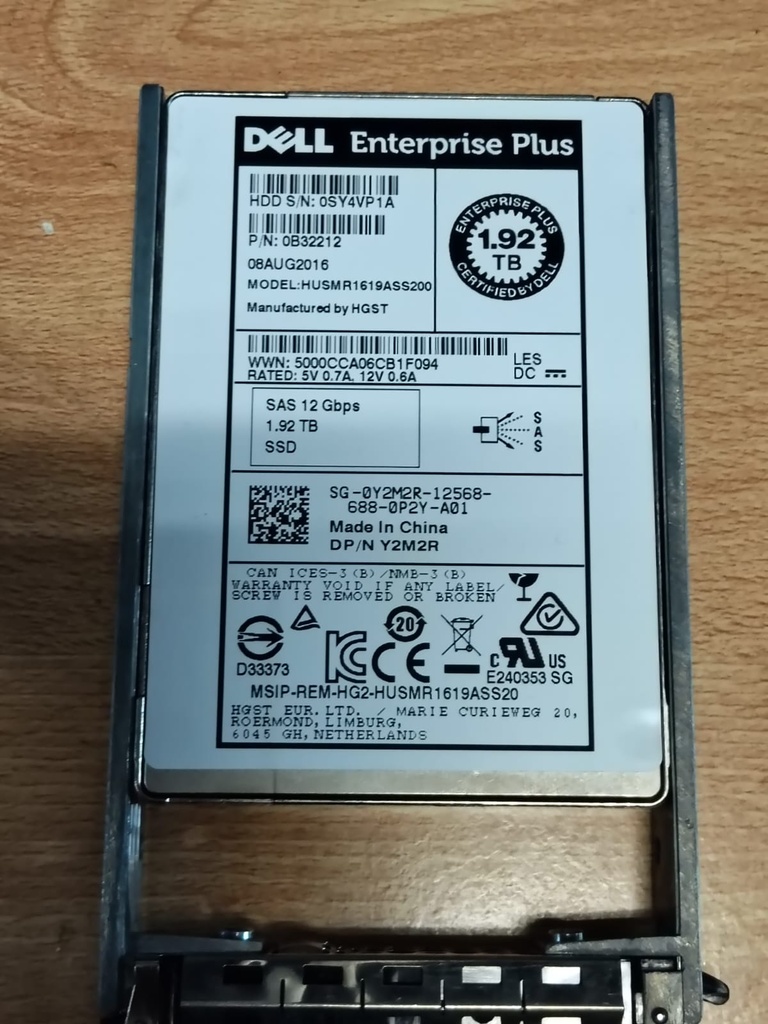 DELL Enterprise Plus
HDD S/N: 0SY4VP1A
P/N: 0B32212
08AUG2016
MODEL:HUSMR1619ASS200
Manufactured by HGST
ENTERPRISE PLUS
1.92
TB
CERTIFIED BY DELL
WWN: 5000CCA06CB1F094
RATED: 5V 0.7A, 12V 0.6A
LES
DC
SAS 12 Gbps
1.92 TB
SSD
SAS
SG-0Y2M2R-12568-
688-0P2Y-A01
Made In China
DP/N Y2M2R
CAN ICES-3(B)/NMB-3(B)
WARRANTY VOID IF ANY LABEL/
SCREW IS REMOVED OR BROKEN
20
D33373
KC CE
c RU US
E240353 SG
MSIP-REM-HG2-HUSMR1619ASS20
HGST EUR.LTD. / MARIE CURIEWEG 20,
ROERMOND, LIMBURG,
6045 GH, NETHERLANDS